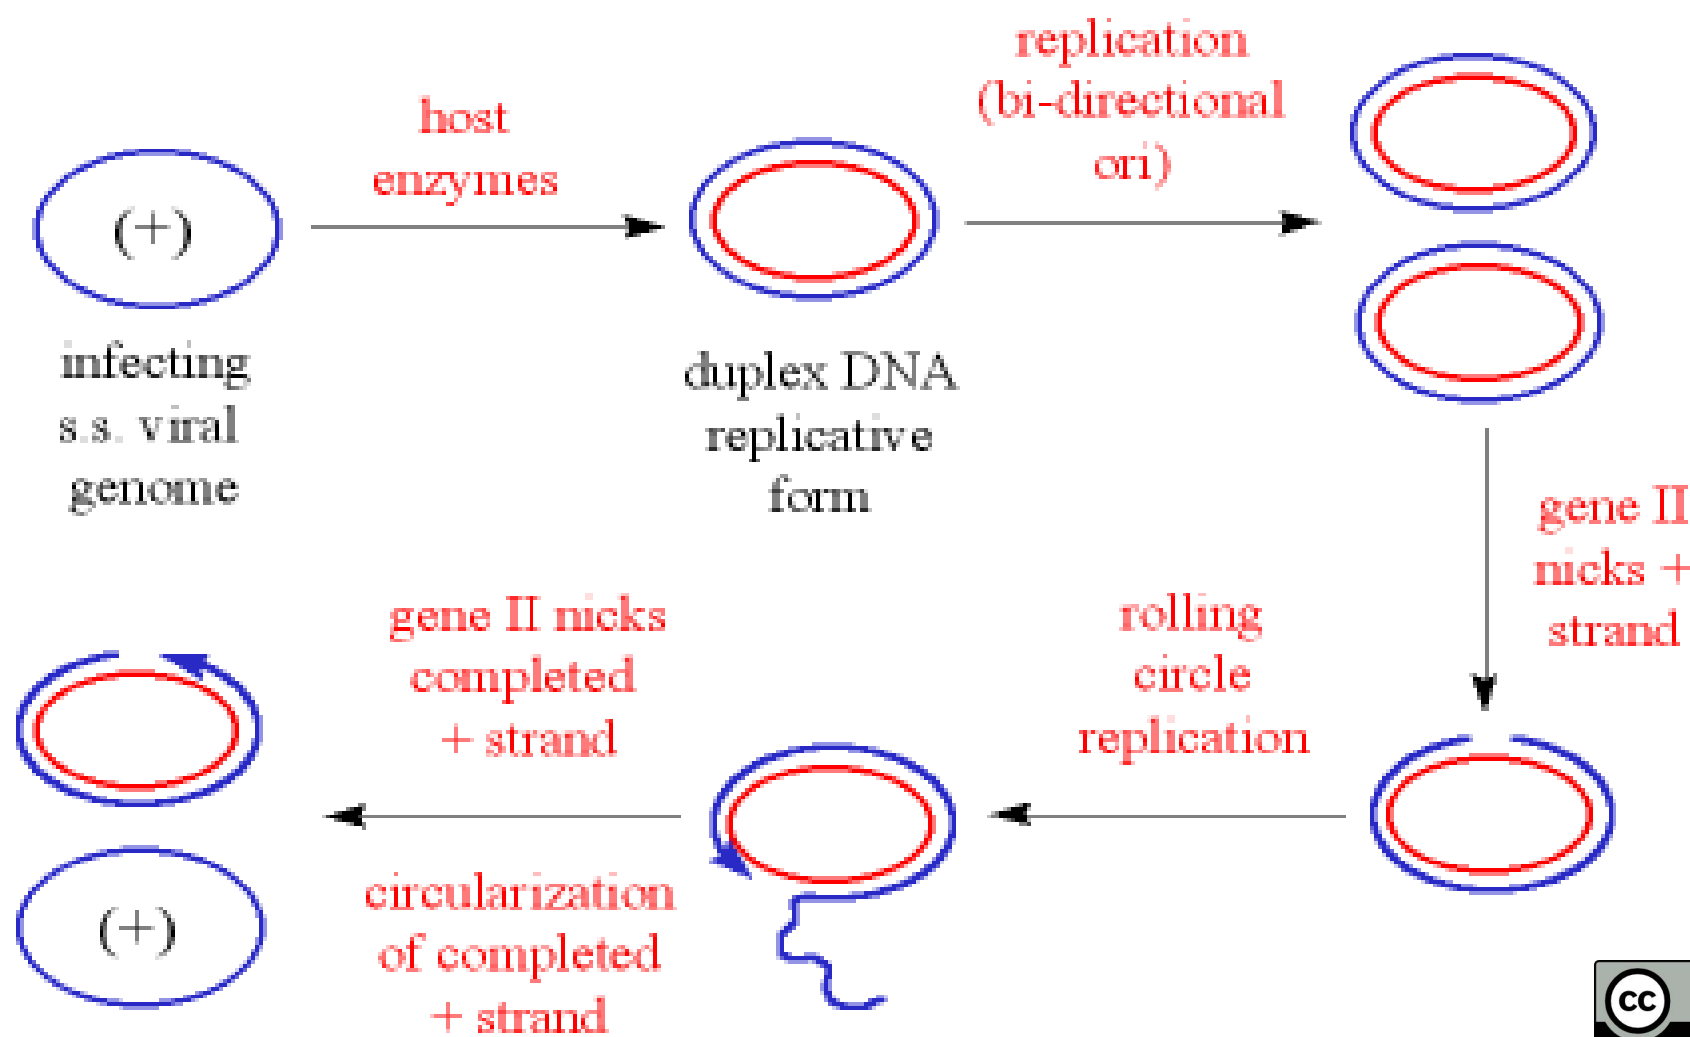 (+)
infecting
s.s. viral
genome
host
enzymes
duplex DNA
replicative
form
replication
(bi-directional
ori)
gene II
nicks +
strand
rolling
circle
replication
gene II nicks
completed
+ strand
circularization
of completed
+ strand
(+)
cc